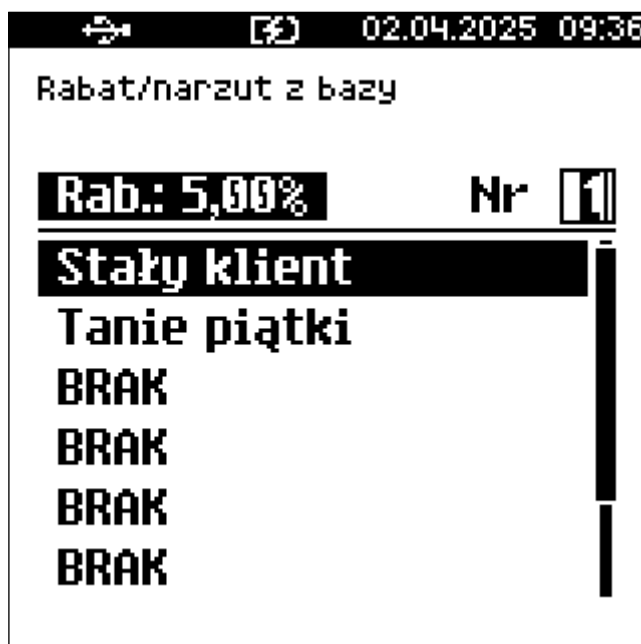 02.04.2025 09:36
Rabat/narzut z bazy
Rab.: 5,00% Nr 1
Stały klient
Tanie piątki
BRAK
BRAK
BRAK
BRAK